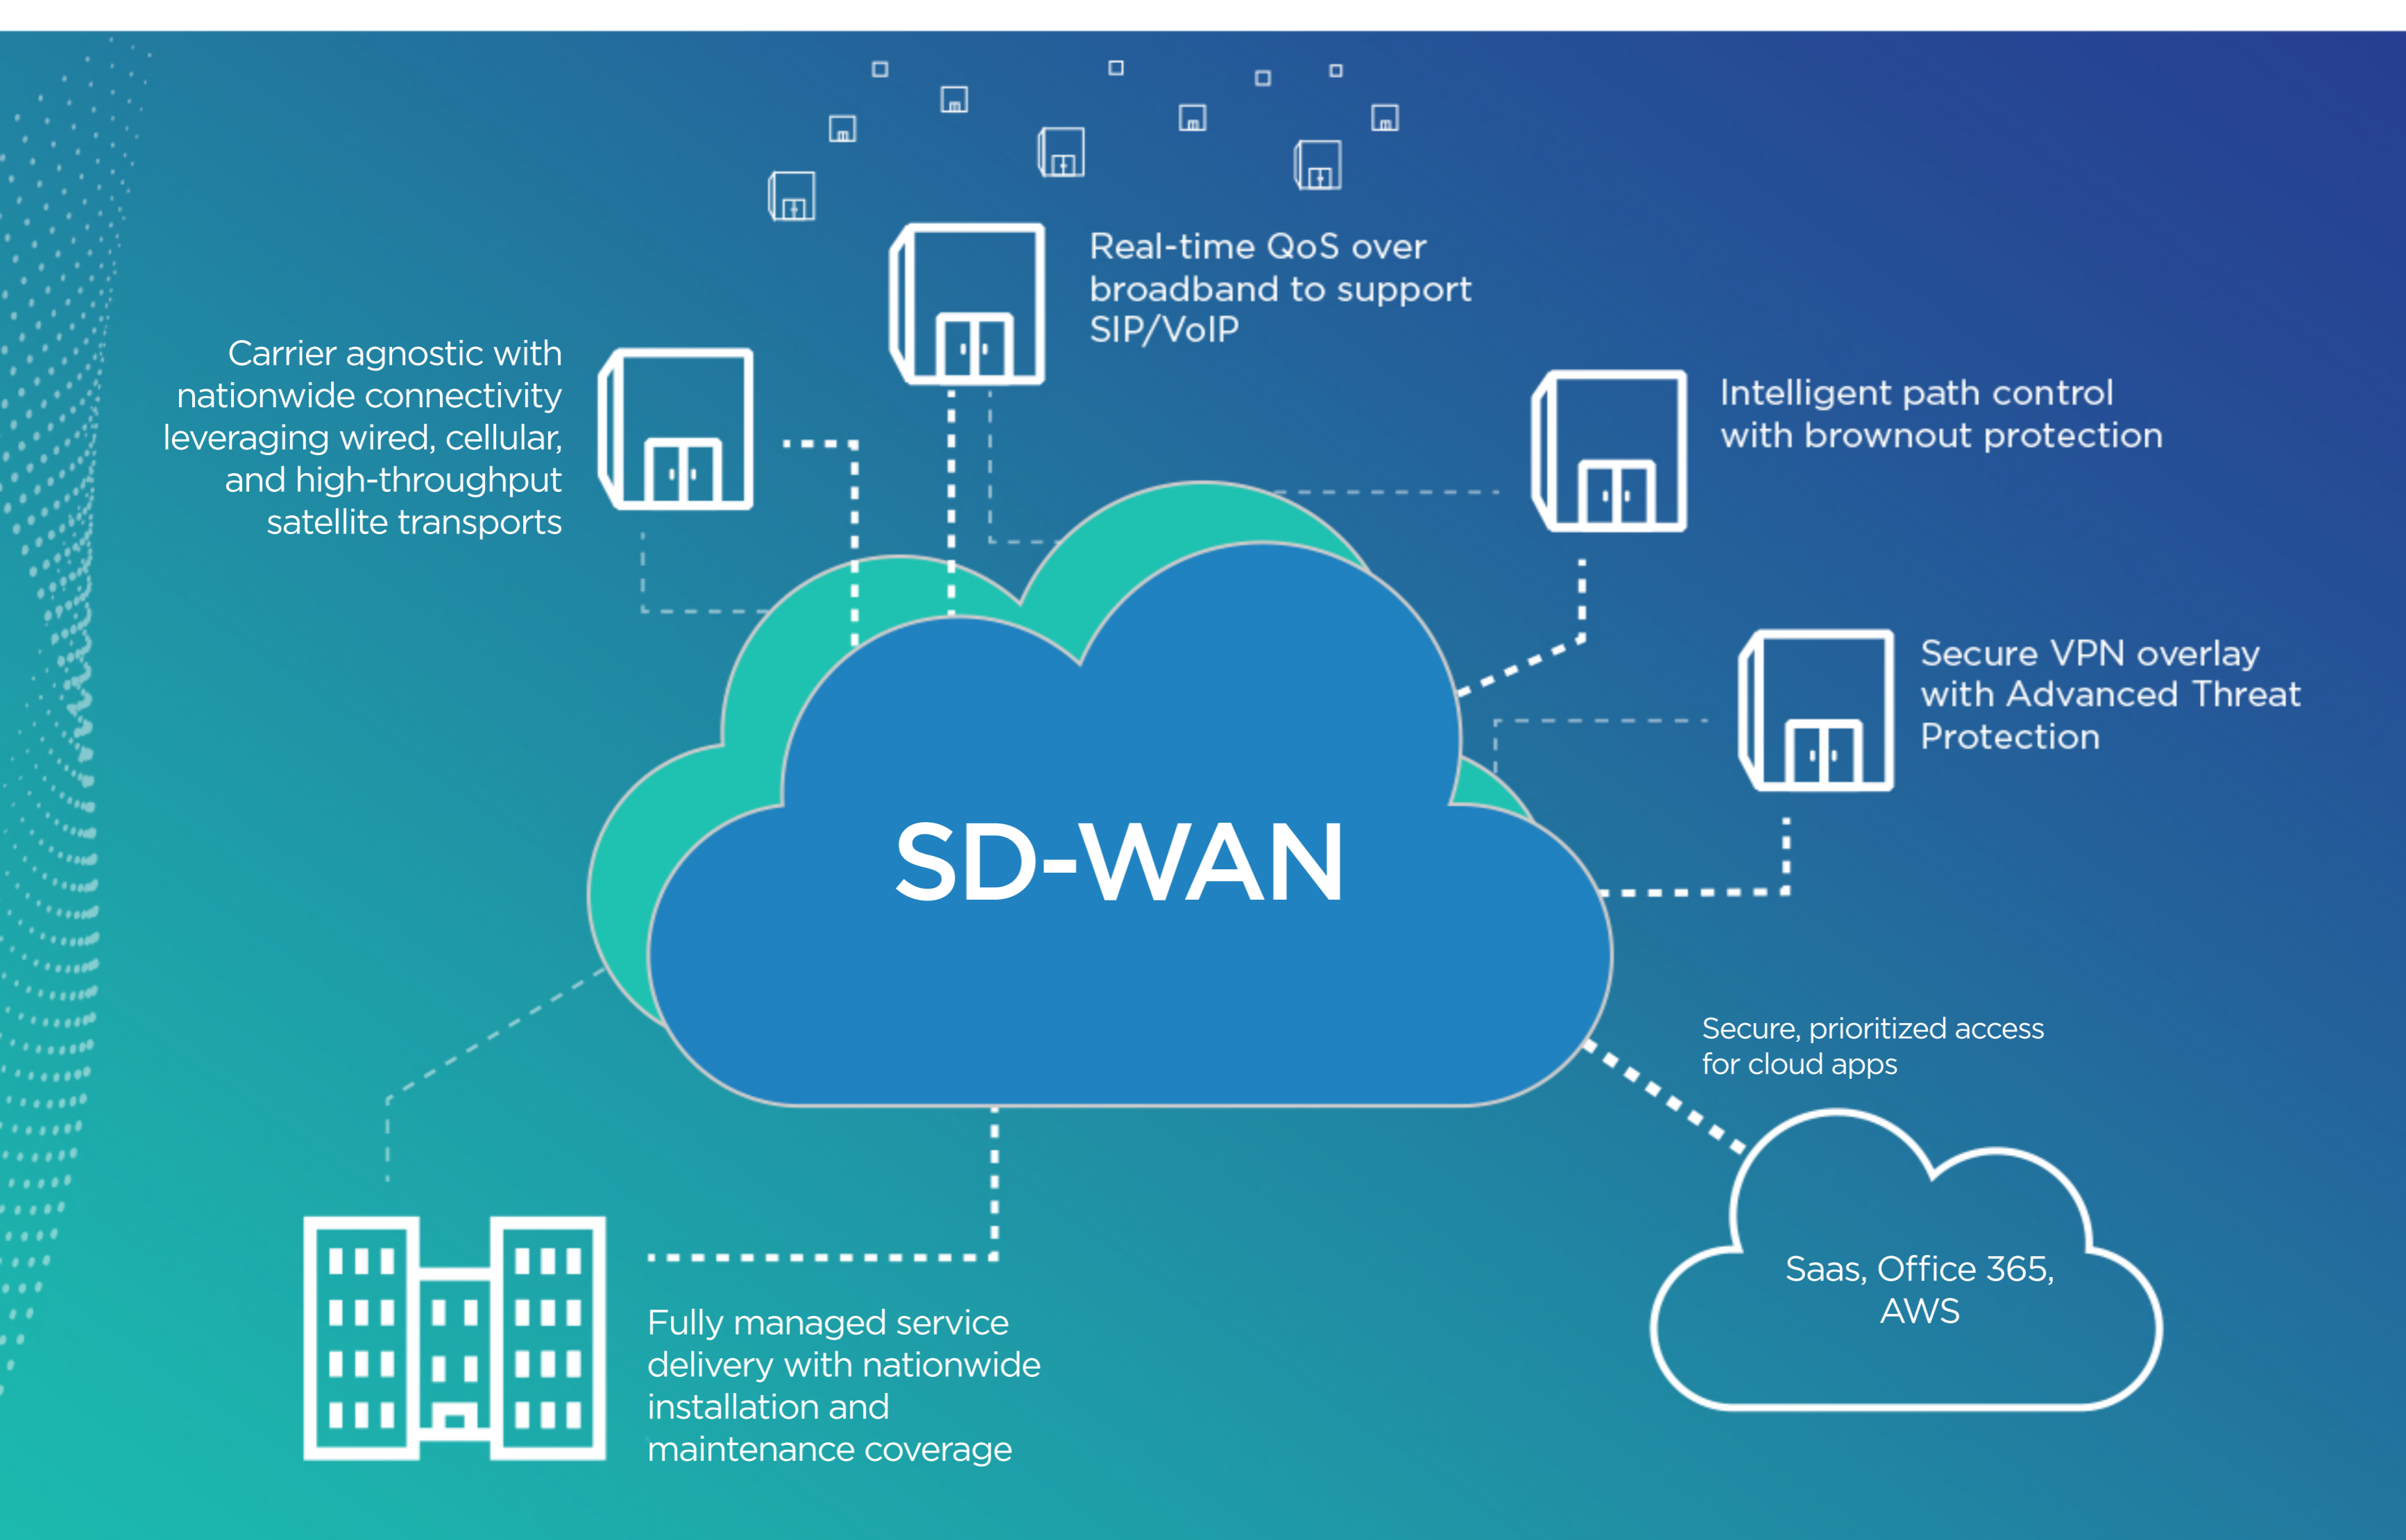 Real-time QoS over
broadband to support
SIP/VoIP
Carrier agnostic with
nationwide connectivity
leveraging wired, cellular,
and high-throughput
satellite transports
Intelligent path control
with brownout protection
Secure VPN overlay
with Advanced Threat
Protection
SD-WAN
Secure, prioritized access
for cloud apps
Saas, Office 365,
AWS
Fully managed service
delivery with nationwide
installation and
maintenance coverage